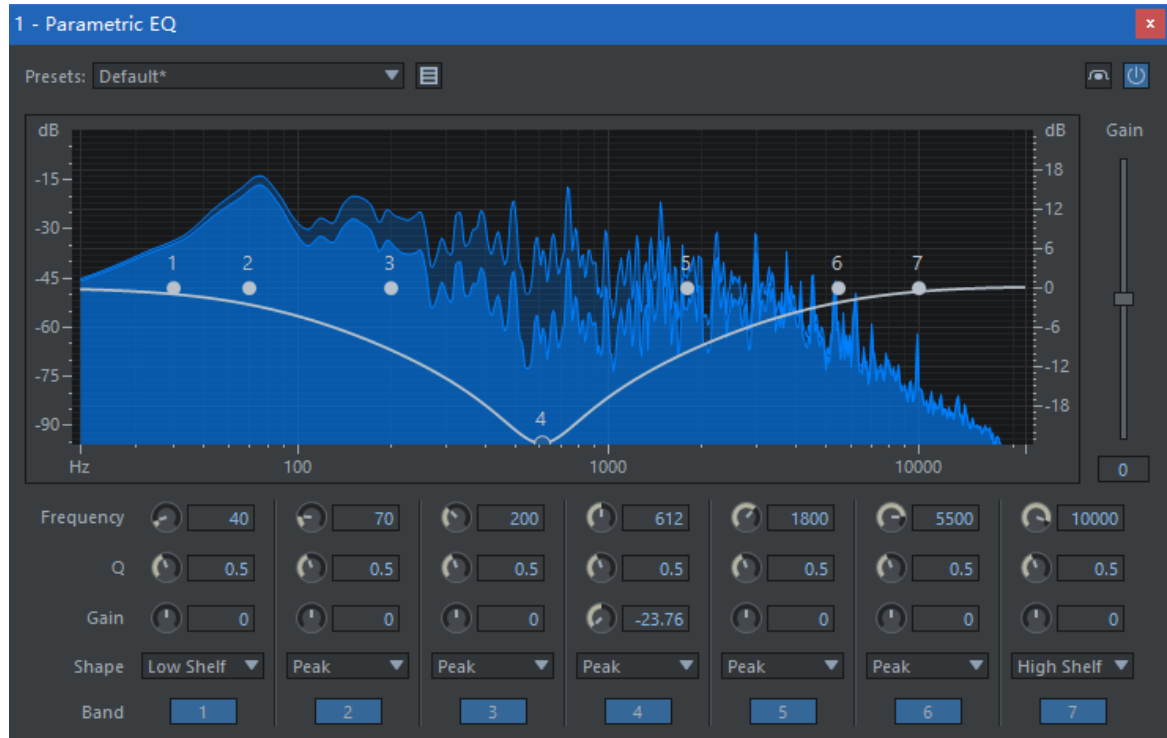 1 - Parametric EQ
x
Presets: Default*
dB dB Gain
1 2 3 4 5 6 7
-15 18
-30 12
-45 6
-60 0
-75 -6
-90 -12
-18
Hz 100 1000 10000 0
Frequency 40 70 200 612 1800 5500 10000
Q 0.5 0.5 0.5 0.5 0.5 0.5 0.5
Gain 0 0 0 -23.76 0 0 0
Shape Low Shelf Peak Peak Peak Peak Peak High Shelf
Band 1 2 3 4 5 6 7